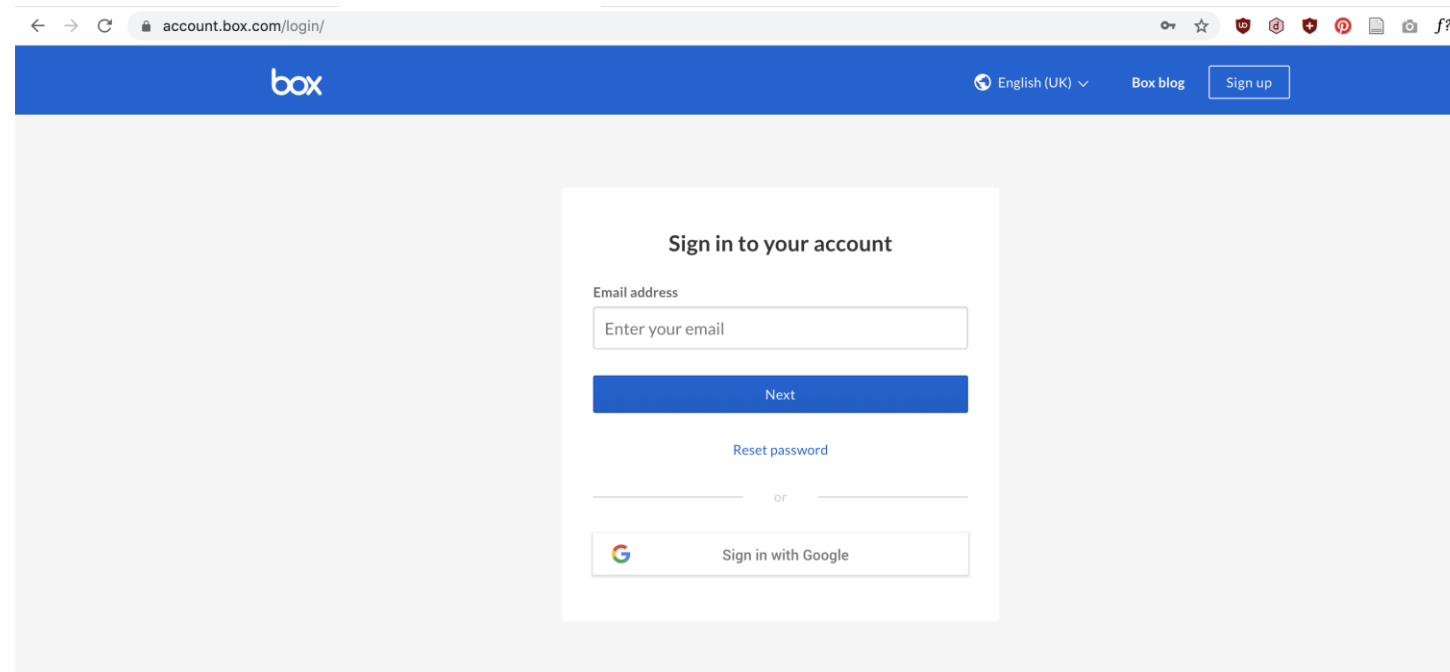 account.box.com/login/
f?
box
English (UK)
Box blog
Sign up
Sign in to your account
Email address
Enter your email
Next
Reset password
or
Sign in with Google